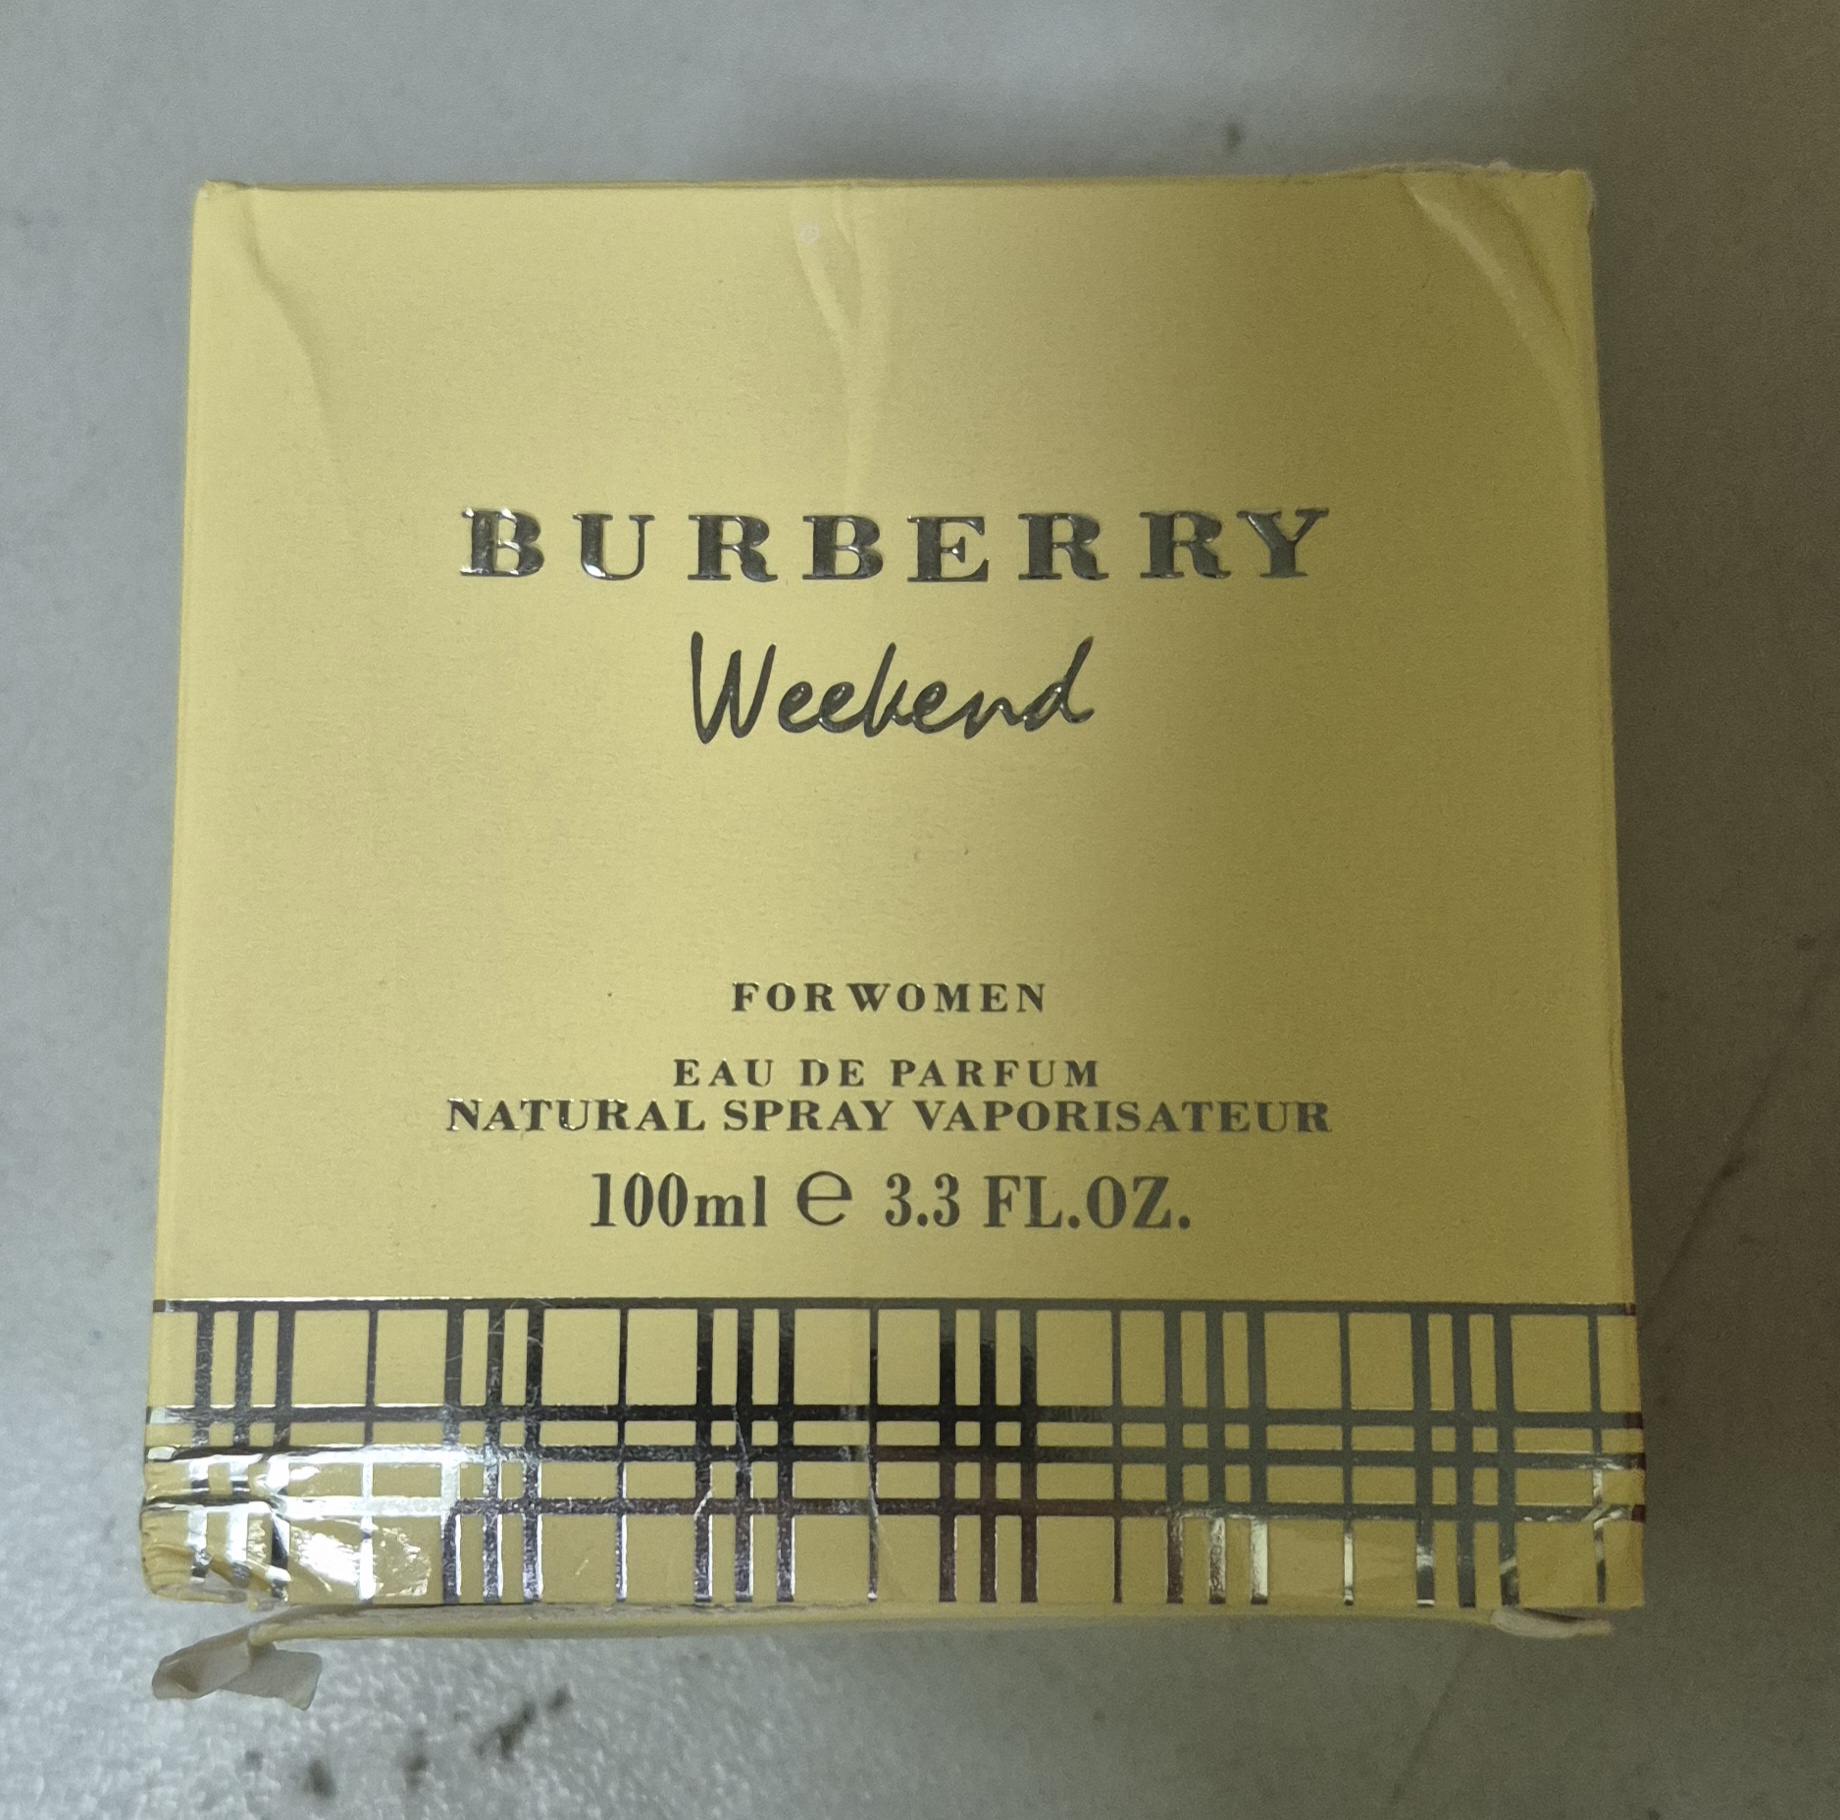 BURBERRY
Weekend
FOR WOMEN
EAU DE PARFUM
NATURAL SPRAY VAPORISATEUR
100ml ℮ 3.3 FL.OZ.